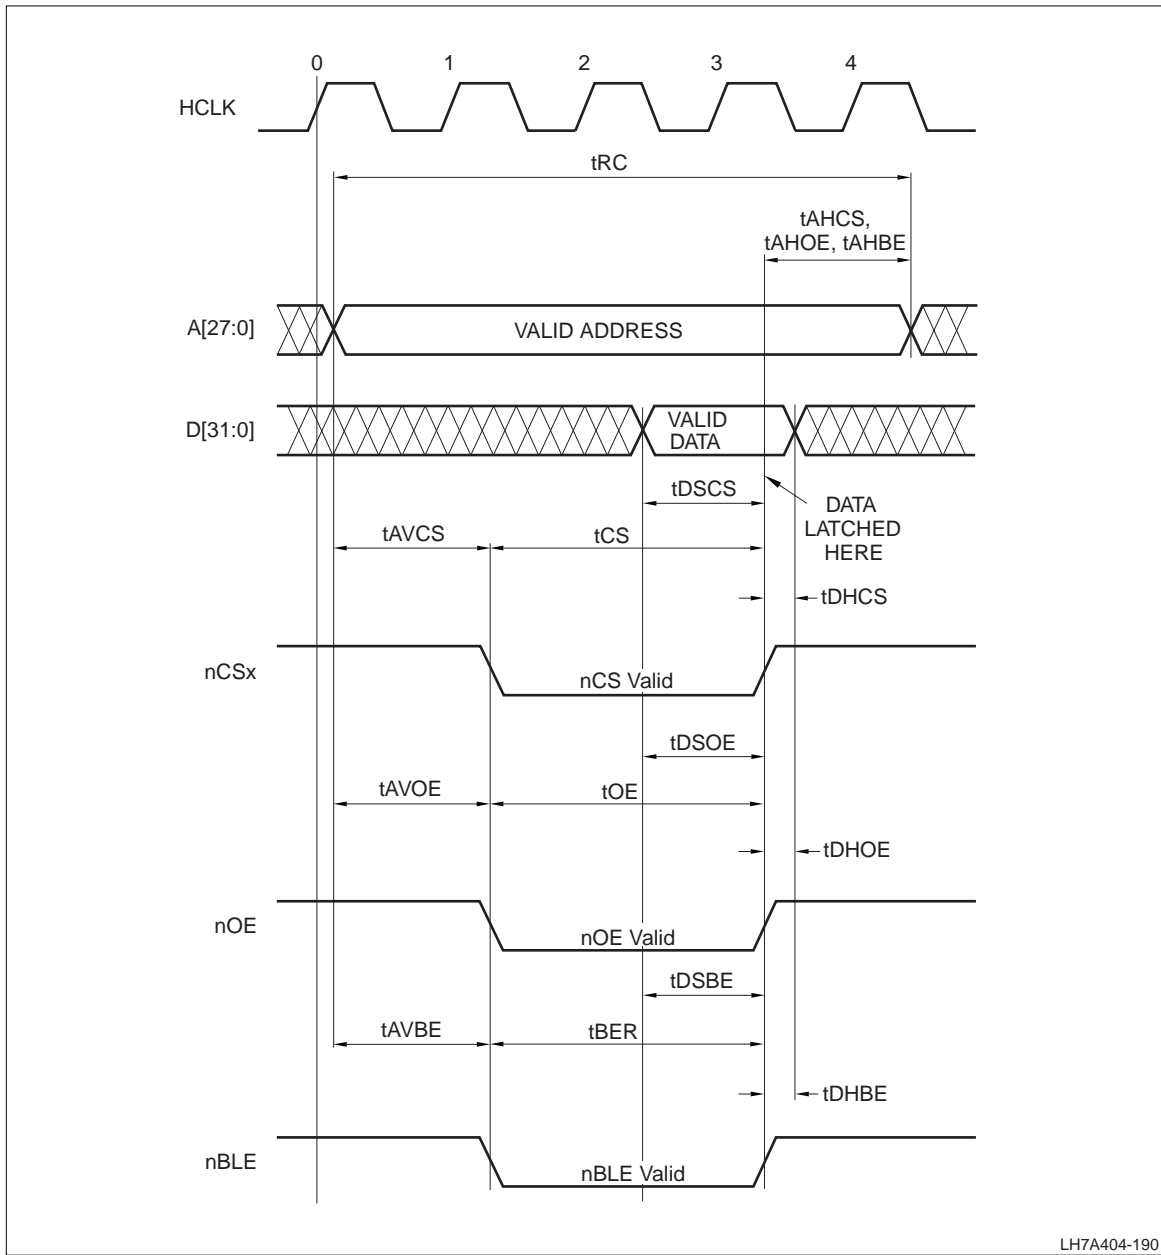 0 1 2 3 4
HCLK
tRC
tAHCS,
tAHOE, tAHBE
A[27:0]
VALID ADDRESS
D[31:0]
VALID
DATA
tDSCS
DATA
LATCHED
HERE
tAVCS
tCS
tDHCS
nCSx
nCS Valid
tDSOE
tAVOE
tOE
tDHOE
nOE
nOE Valid
tDSBE
tAVBE
tBER
tDHBE
nBLE
nBLE Valid
LH7A404-190